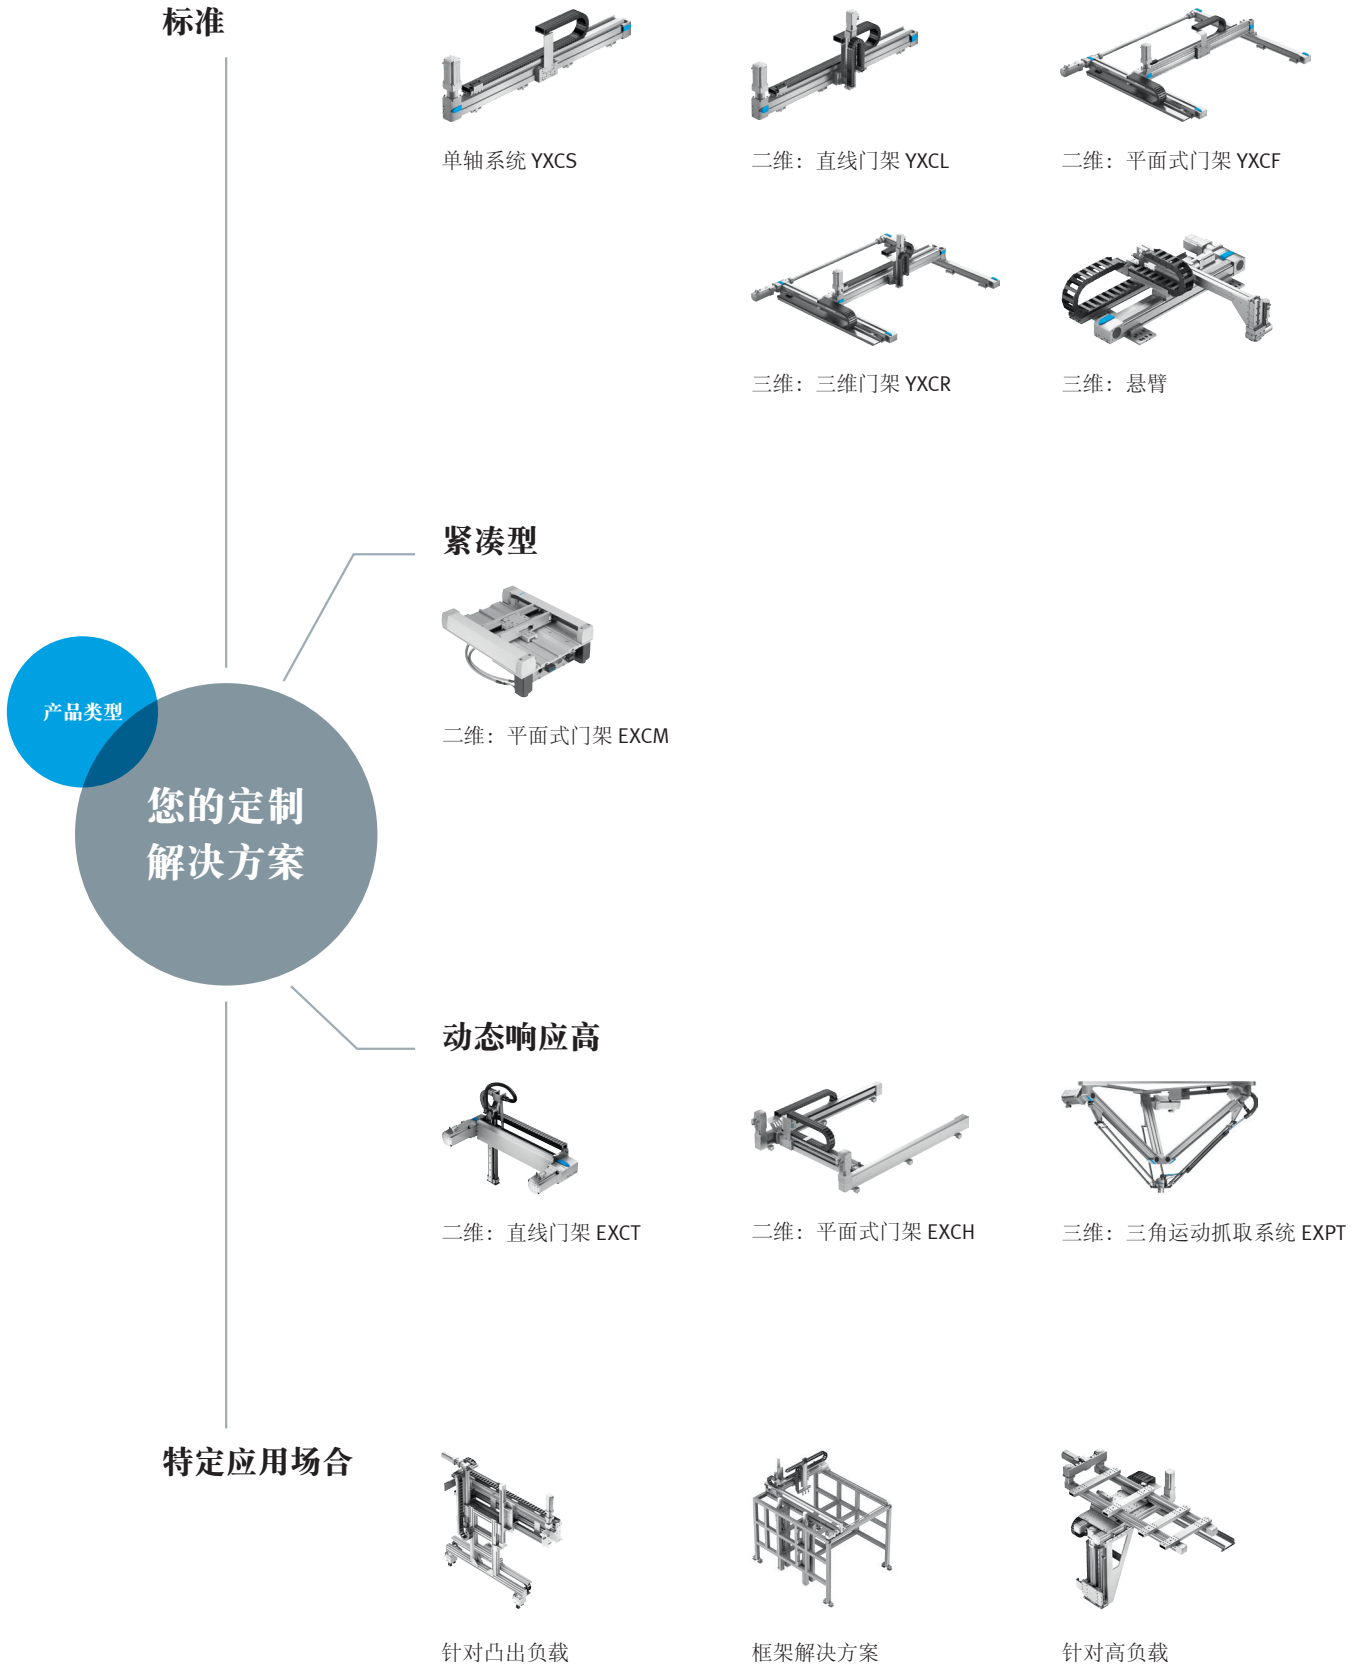 标准
单轴系统 YXCS
二维：直线门架 YXCL
二维：平面式门架 YXCF
三维：三维门架 YXCR
三维：悬臂
紧凑型
二维：平面式门架 EXCM
产品类型
您的定制
解决方案
动态响应高
二维：直线门架 EXCT
二维：平面式门架 EXCH
三维：三角运动抓取系统 EXPT
特定应用场合
针对凸出负载
框架解决方案
针对高负载